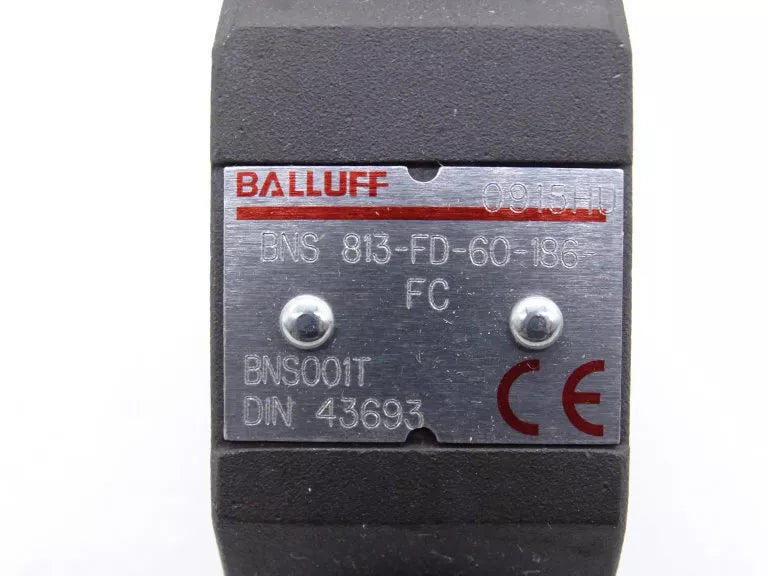 BALLUFF 0915HU
BNS 813-FD-60-186-
FC
BNS001T
DIN 43693
CE